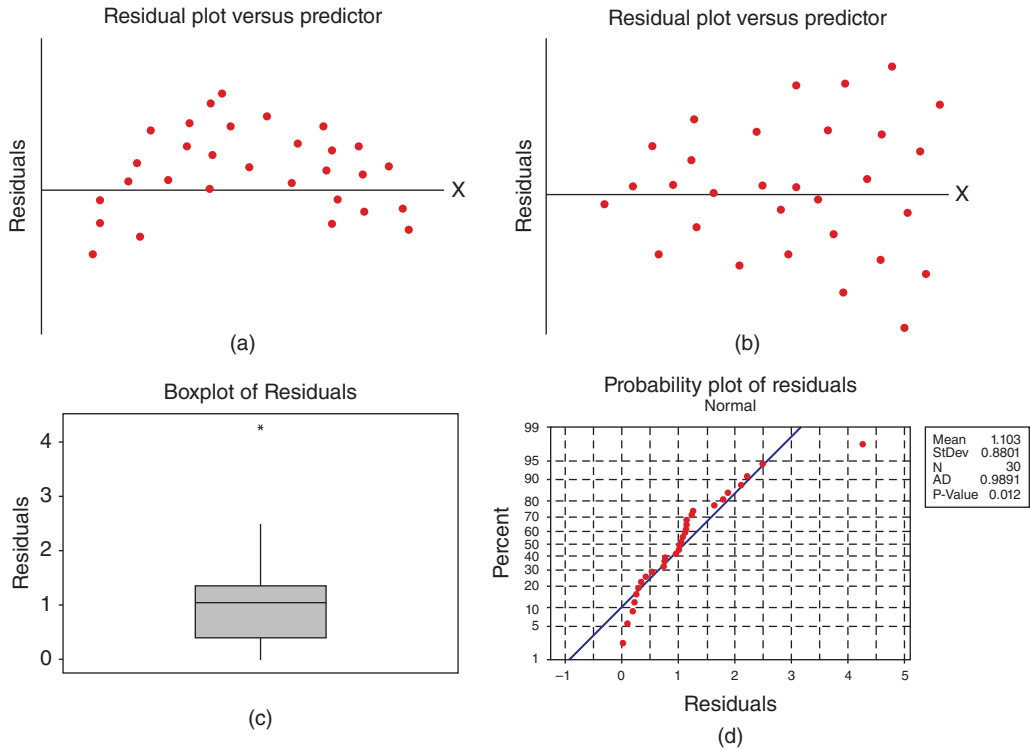 Residual plot versus predictor
Residuals
X
(a)
Residual plot versus predictor
Residuals
X
(b)
Boxplot of Residuals
Residuals
4
3
2
1
0
*
(c)
Probability plot of residuals
Normal
Percent
99
95
90
80
70
60
50
40
30
20
10
5
1
–1
0
1
2
3
4
5
Residuals
Mean 1.103
StDev 0.8801
N 30
AD 0.9891
P-Value 0.012
(d)